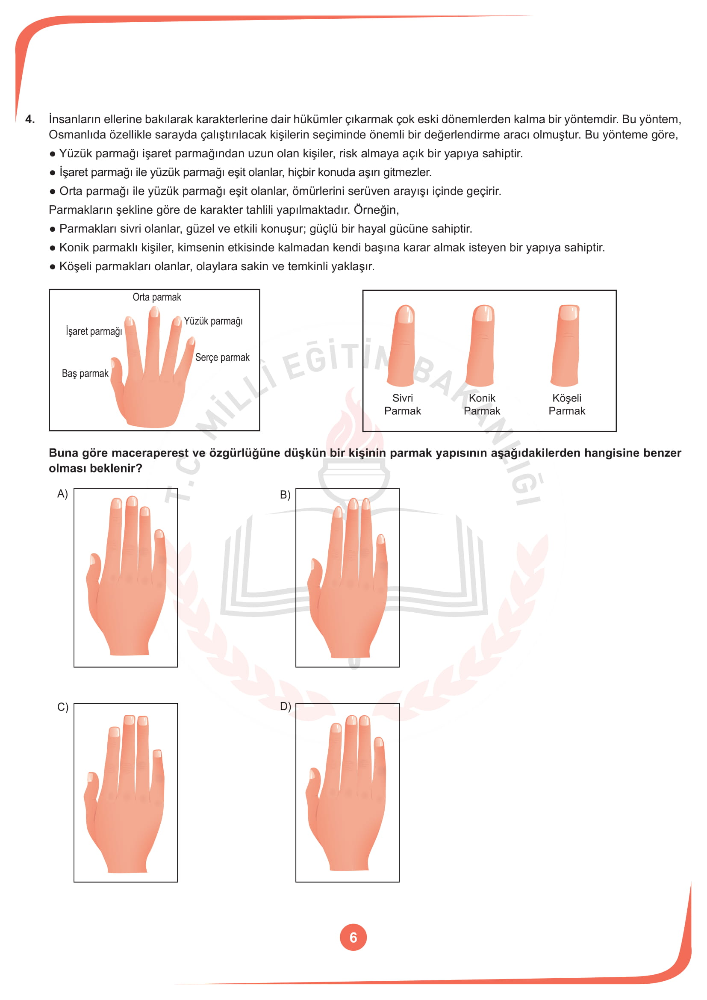 4. İnsanların ellerine bakılarak karakterlerine dair hükümler çıkarmak çok eski dönemlerden kalma bir yöntemdir. Bu yöntem,
Osmanlıda özellikle sarayda çalıştırılacak kişilerin seçiminde önemli bir değerlendirme aracı olmuştur. Bu yönteme göre,
● Yüzük parmağı işaret parmağından uzun olan kişiler, risk almaya açık bir yapıya sahiptir.
● İşaret parmağı ile yüzük parmağı eşit olanlar, hiçbir konuda aşırı gitmezler.
● Orta parmağı ile yüzük parmağı eşit olanlar, ömürlerini serüven arayışı içinde geçirir.
Parmakların şekline göre de karakter tahlili yapılmaktadır. Örneğin,
● Parmakları sivri olanlar, güzel ve etkili konuşur; güçlü bir hayal gücüne sahiptir.
● Konik parmaklı kişiler, kimsenin etkisinde kalmadan kendi başına karar almak isteyen bir yapıya sahiptir.
● Köşeli parmakları olanlar, olaylara sakin ve temkinli yaklaşır.
Orta parmak
Yüzük parmağı
İşaret parmağı
Serçe parmak
Baş parmak
Sivri
Parmak
Konik
Parmak
Köşeli
Parmak
T.C. MİLLÎ EĞİTİM BAKANLIĞI
Buna göre maceraperest ve özgürlüğüne düşkün bir kişinin parmak yapısının aşağıdakilerden hangisine benzer
olması beklenir?
A)
B)
C)
D)
6